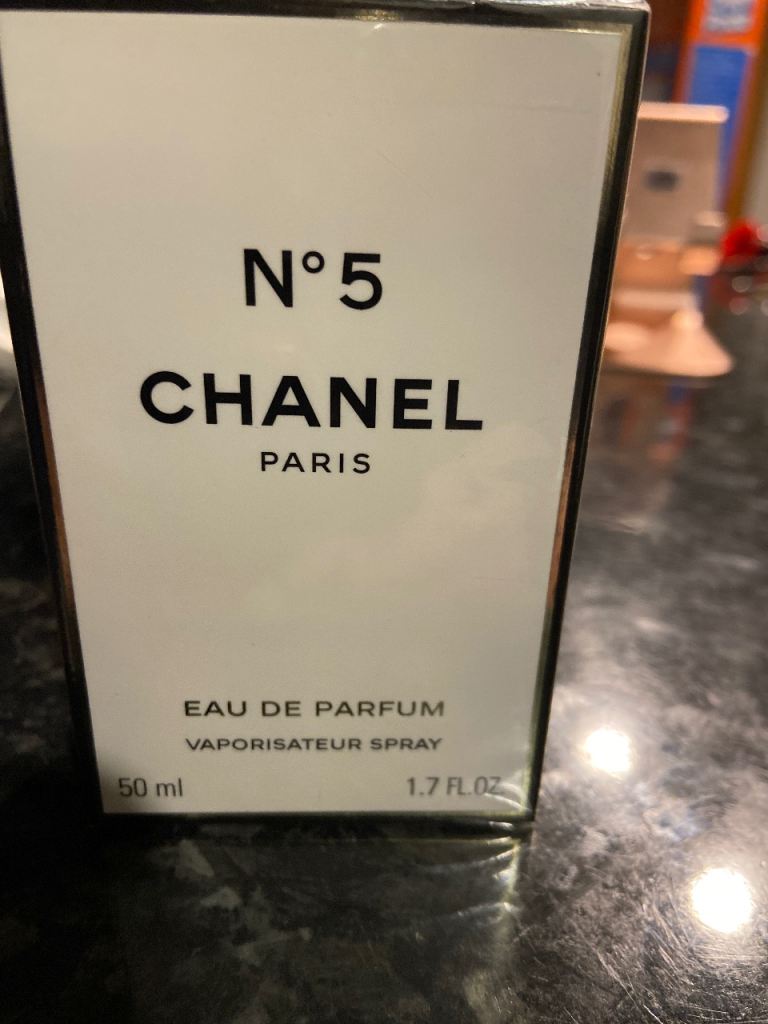 N°5
CHANEL
PARIS
EAU DE PARFUM
VAPORISATEUR SPRAY
50 ml 1.7 FL.OZ.